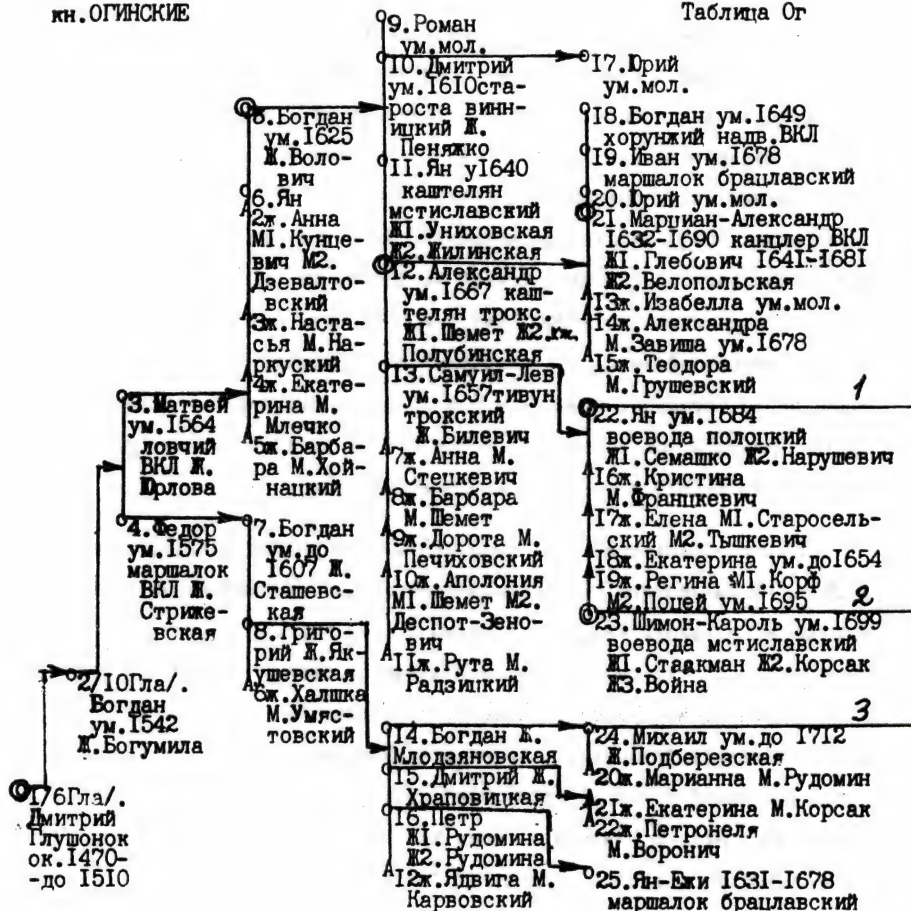 кн.ОГИНСКИЕ
Таблица Ог
1/6Гла/.
Дмитрий
Глушонок
ок.1470-
-до 1510
2/10Гла/.
Богдан
ум.1542
Ж.Богумила
3.Матвей
ум.1564
ловчий
ВКЛ Ж.
Юрлова
4.Федор
ум.1575
маршалок
ВКЛ Ж.
Стриже-
вская
5.Богдан
ум.1625
Ж.Воло-
вич
6.Ян
2ж.Анна
М1.Кунце-
вич М2.
Дзевалто-
вский
3ж.Наста-
сья М.На-
ркуский
4ж.Екате-
рина М.
Млечко
5ж.Барба-
ра М.Хой-
нацкий
7.Богдан
ум.до
1607 Ж.
Сташевс-
кая
8.Григо-
рий Ж.Як-
ушевская
6ж.Халшка
М.Умяс-
товский
9.Роман
ум.мол.
10.Дмитрий
ум.1610ста-
роста винн-
ицкий Ж.
Пеняжко
11.Ян у1640
каштелян
мстиславский
Ж1.Униховская
Ж2.Жилинская
12.Александр
ум.1667 каш-
телян трокс.
Ж1.Шемет Ж2.кж.
Полубинская
13.Самуил-Лев
ум.1657тивун
трокский
Ж.Билевич
7ж.Анна М.
Стецкевич
8ж.Барбара
М.Шемет
9ж.Дорота М.
Печиховский
10ж.Аполония
М1.Шемет М2.
Деспот-Зено-
вич
11ж.Рута М.
Радзицкий
14.Богдан Ж.
Млодзяновская
15.Дмитрий Ж.
Храповицкая
16.Петр
Ж1.Рудомина
Ж2.Рудомина
12ж.Ядвига М.
Карвовский
17.Юрий
ум.мол.
18.Богдан ум.1649
хорунжий надв.ВКЛ
19.Иван ум.1678
маршалок брацлавский
20.Юрий ум.мол.
21.Марциан-Александр
1632-1690 канцлер ВКЛ
Ж1.Глебович 1641-1681
Ж2.Велопольская
13ж.Изабелла ум.мол.
14ж.Александра
М.Завиша ум.1678
15ж.Теодора
М.Грушевский
1
22.Ян ум.1684
воевода полоцкий
Ж1.Семашко Ж2.Нарушевич
16ж.Кристина
М.Францкевич
17ж.Елена М1.Старосель-
ский М2.Тышкевич
18ж.Екатерина ум.до1654
19ж.Регина М1.Корф
М2.Поцей ум.1695
2
23.Шимон-Кароль ум.1699
воевода мстиславский
Ж1.Стакман Ж2.Корсак
Ж3.Война
3
24.Михаил ум.до 1712
Ж.Подберезская
20ж.Марианна М.Рудомин
21ж.Екатерина М.Корсак
22ж.Петронеля
М.Воронич
25.Ян-Ежи 1631-1678
маршалок брацлавский